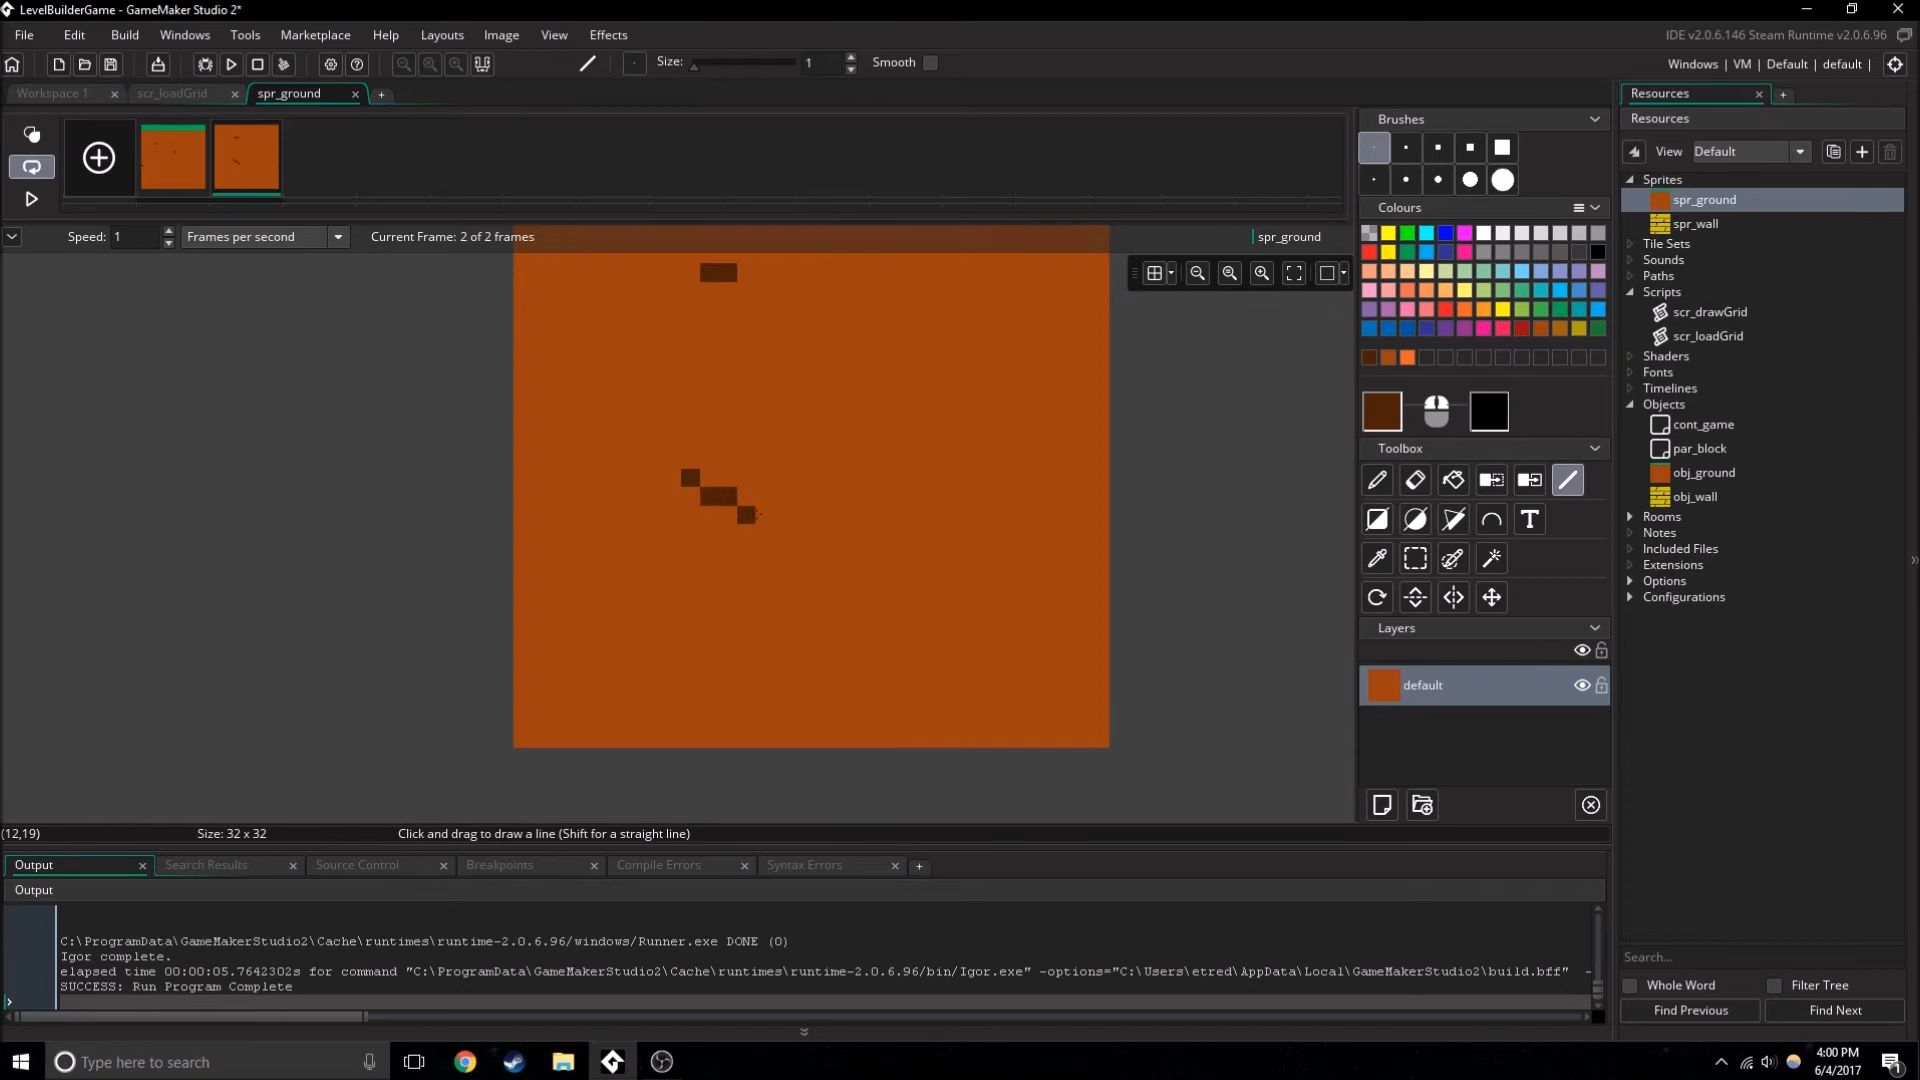 LevelBuilderGame - GameMaker Studio 2*
File Edit Build Windows Tools Marketplace Help Layouts Image View Effects
IDE v2.0.6.146 Steam Runtime v2.0.6.96
Size: 1 Smooth
Windows | VM | Default | default |
Workspace 1 scr_loadGrid spr_ground
Speed: 1 Frames per second Current Frame: 2 of 2 frames spr_ground
Brushes
Colours
Toolbox
T
Layers
default
Resources
Resources
View Default
Sprites
spr_ground
spr_wall
Tile Sets
Sounds
Paths
Scripts
scr_drawGrid
scr_loadGrid
Shaders
Fonts
Timelines
Objects
cont_game
par_block
obj_ground
obj_wall
Rooms
Notes
Included Files
Extensions
Options
Configurations
Search...
Whole Word Filter Tree
Find Previous Find Next
(12,19) Size: 32 x 32 Click and drag to draw a line (Shift for a straight line)
Output Search Results Source Control Breakpoints Compile Errors Syntax Errors
Output
C:\ProgramData\GameMakerStudio2\Cache\runtimes\runtime-2.0.6.96/windows/Runner.exe DONE (0)
Igor complete.
elapsed time 00:00:05.7642302s for command "C:\ProgramData\GameMakerStudio2\Cache\runtimes\runtime-2.0.6.96/bin/Igor.exe" -options="C:\Users\etred\AppData\Local\GameMakerStudio2\build.bff" -
SUCCESS: Run Program Complete
Type here to search
4:00 PM
6/4/2017
1